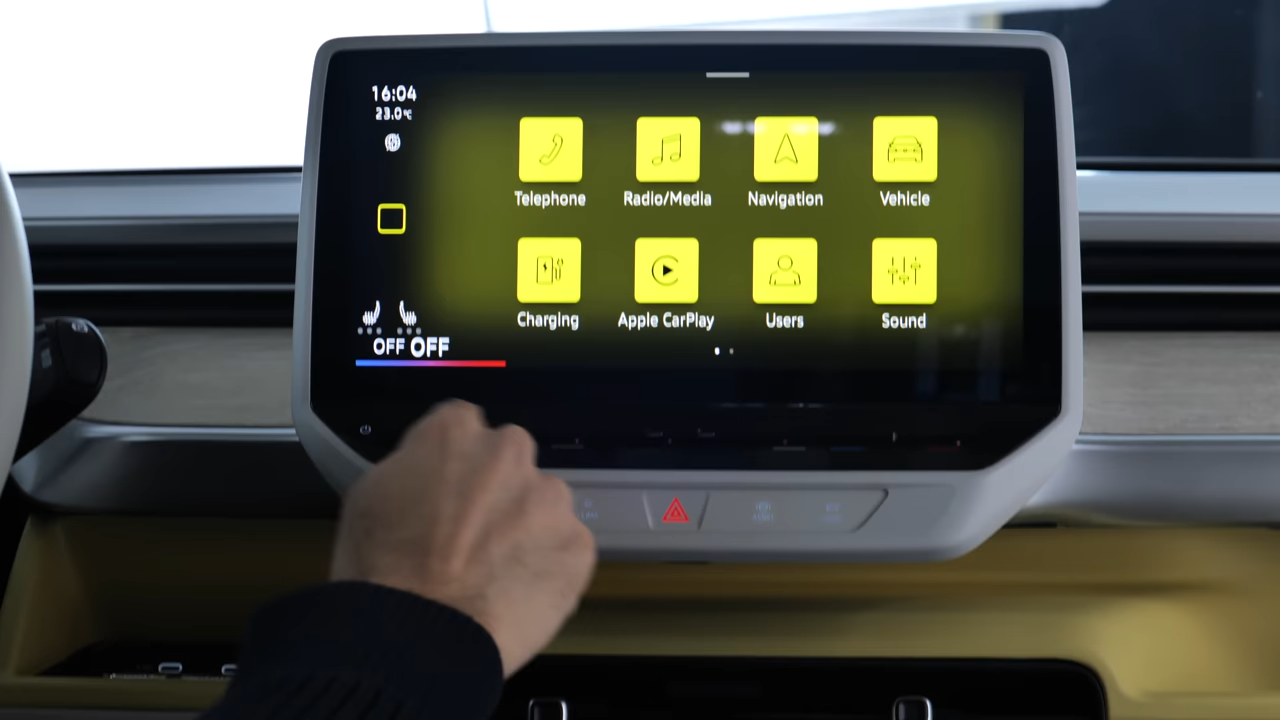 16:04
23.0°C
Telephone Radio/Media Navigation Vehicle
Charging Apple CarPlay Users Sound
OFF OFF